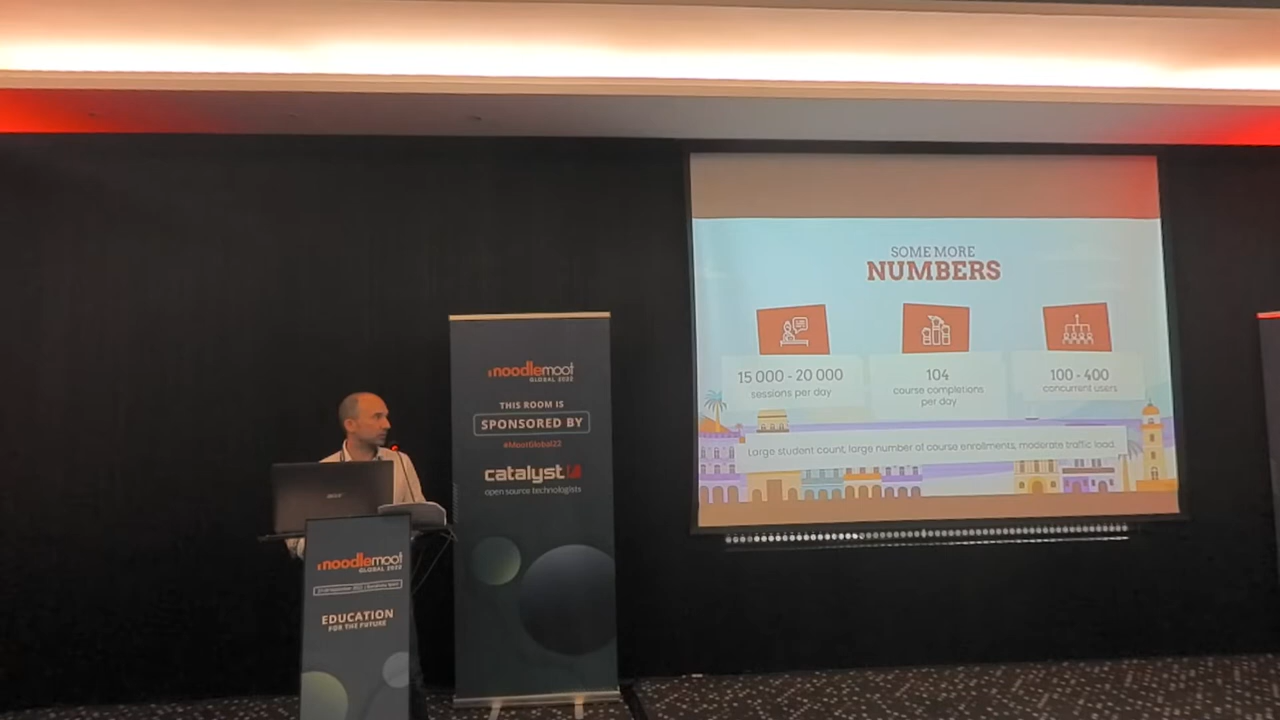 SOME MORE
NUMBERS
15 000 - 20 000
sessions per day
104
course completions
per day
100 - 400
concurrent users
Large student count, large number of course enrollments, moderate traffic load.
moodlemoot
GLOBAL 2022
THIS ROOM IS
SPONSORED BY
#MootGlobal22
catalyst
open source technologists
acer
moodlemoot
GLOBAL 2022
EDUCATION
FOR THE FUTURE